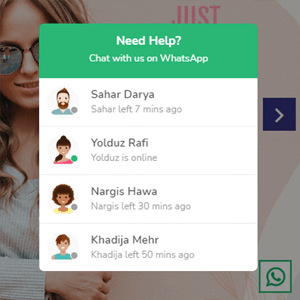 JUST
Need Help?
Chat with us on WhatsApp
Sahar Darya
Sahar left 7 mins ago
Yolduz Rafi
Yolduz is online
Nargis Hawa
Nargis left 30 mins ago
Khadija Mehr
Khadija left 50 mins ago